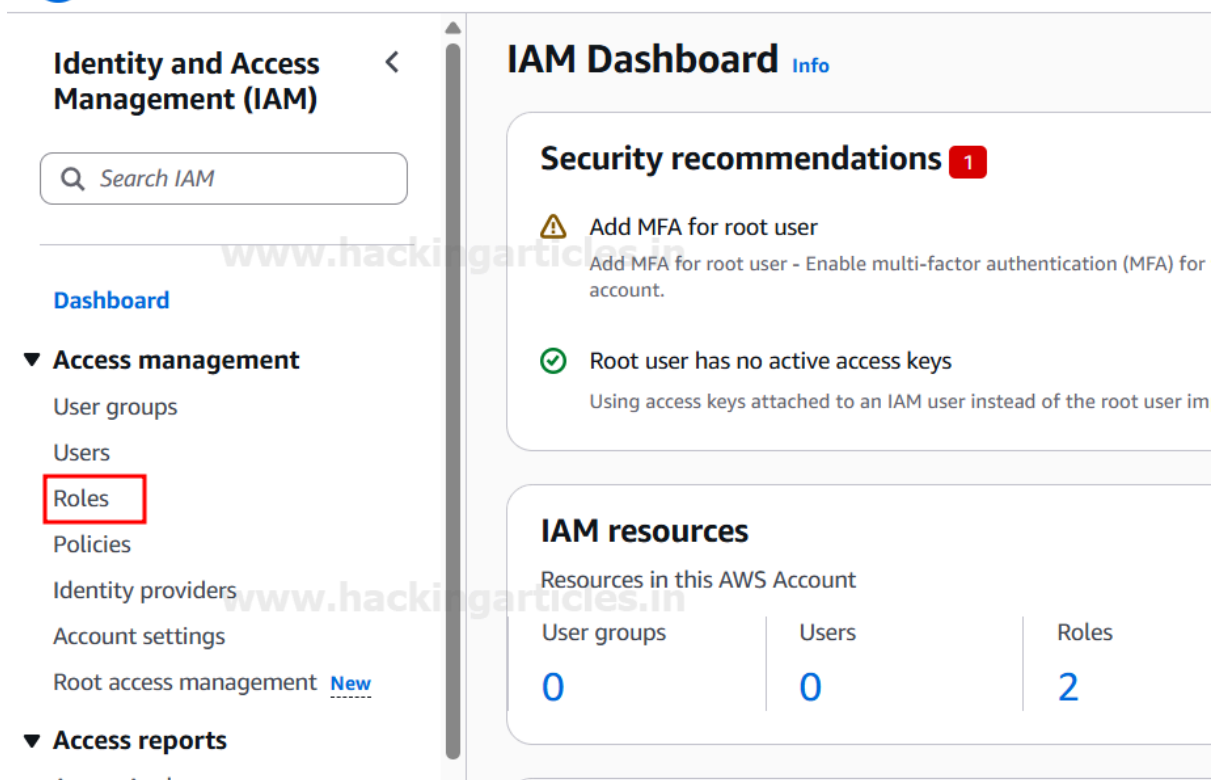 Identity and Access
Management (IAM)
Search IAM
Dashboard
Access management
User groups
Users
Roles
Policies
Identity providers
Account settings
Root access management New
Access reports
IAM Dashboard Info
Security recommendations 1
Add MFA for root user
Add MFA for root user - Enable multi-factor authentication (MFA) for
account.
Root user has no active access keys
Using access keys attached to an IAM user instead of the root user im
IAM resources
Resources in this AWS Account
User groups
0
Users
0
Roles
2
www.hackingarticles.in
www.hackingarticles.in